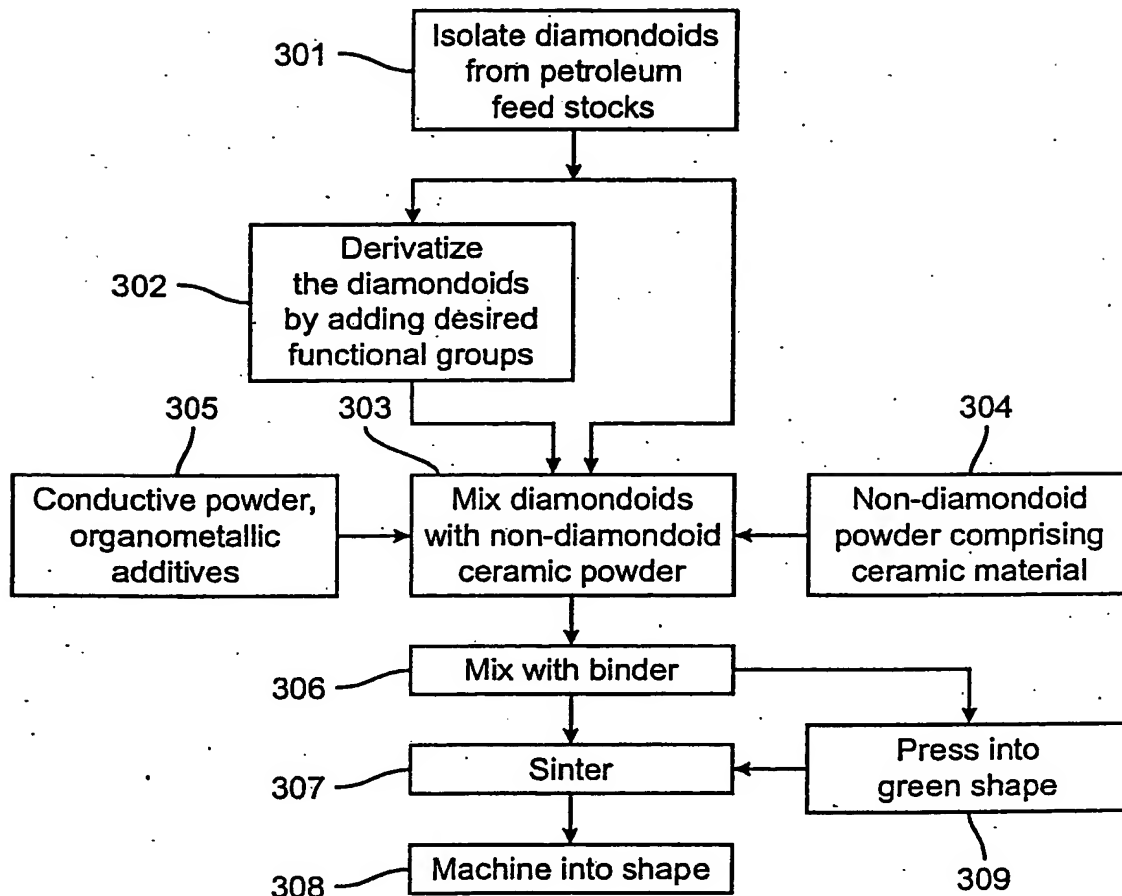 301
Isolate diamondoids
from petroleum
feed stocks
302
Derivatize
the diamondoids
by adding desired
functional groups
305
303
304
Conductive powder,
organometallic
additives
Mix diamondoids
with non-diamondoid
ceramic powder
Non-diamondoid
powder comprising
ceramic material
306
Mix with binder
307
Sinter
Press into
green shape
308
Machine into shape
309